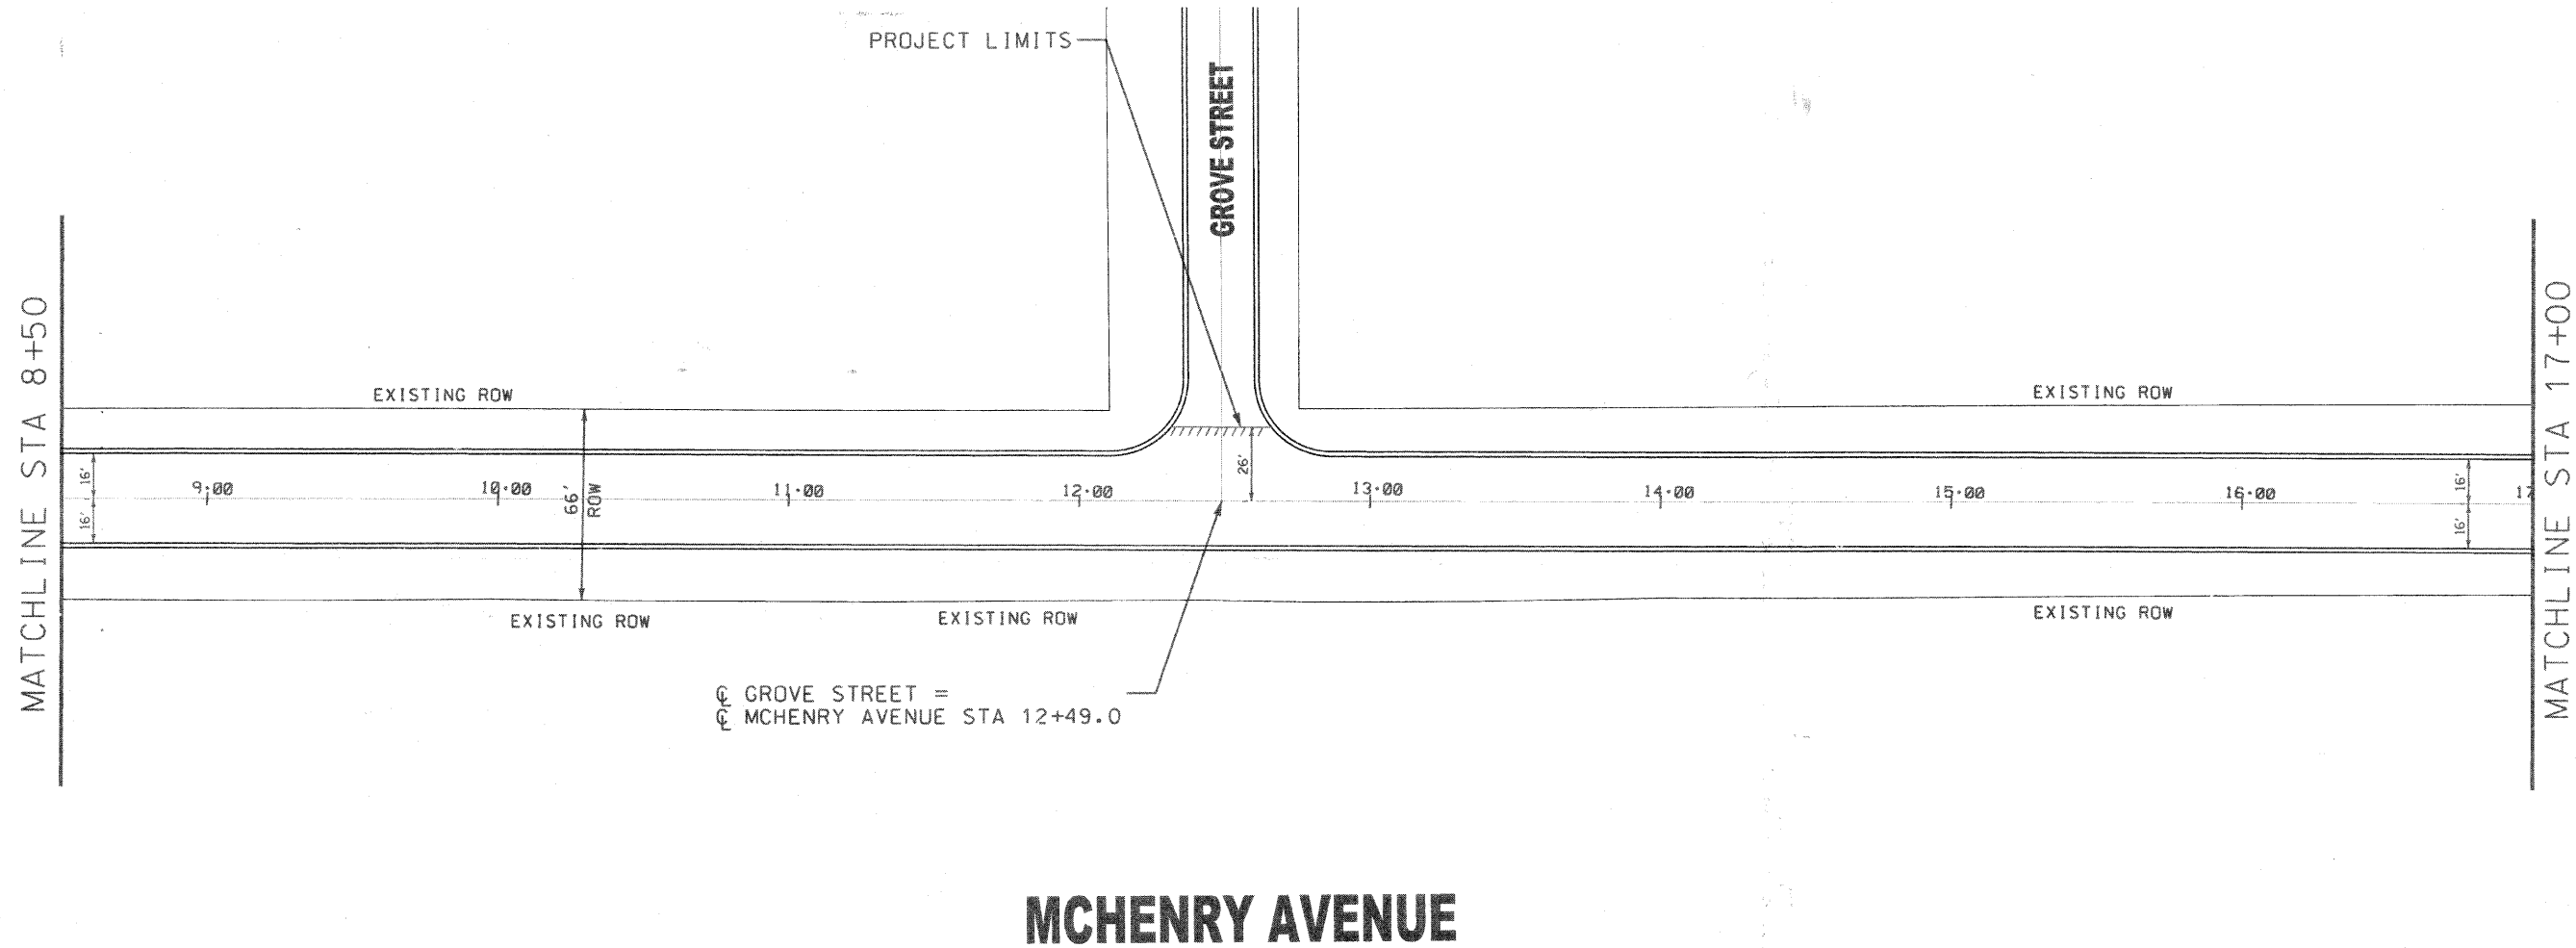 PROJECT LIMITS
GROVE STREET
MATCHLINE STA 8+50
MATCHLINE STA 17+00
EXISTING ROW
EXISTING ROW
16'
16'
9+00
10+00
66'
ROW
11+00
12+00
26'
13+00
14+00
15+00
16+00
16'
16'
17
EXISTING ROW
EXISTING ROW
EXISTING ROW
℄ GROVE STREET =
℄ MCHENRY AVENUE STA 12+49.0
MCHENRY AVENUE